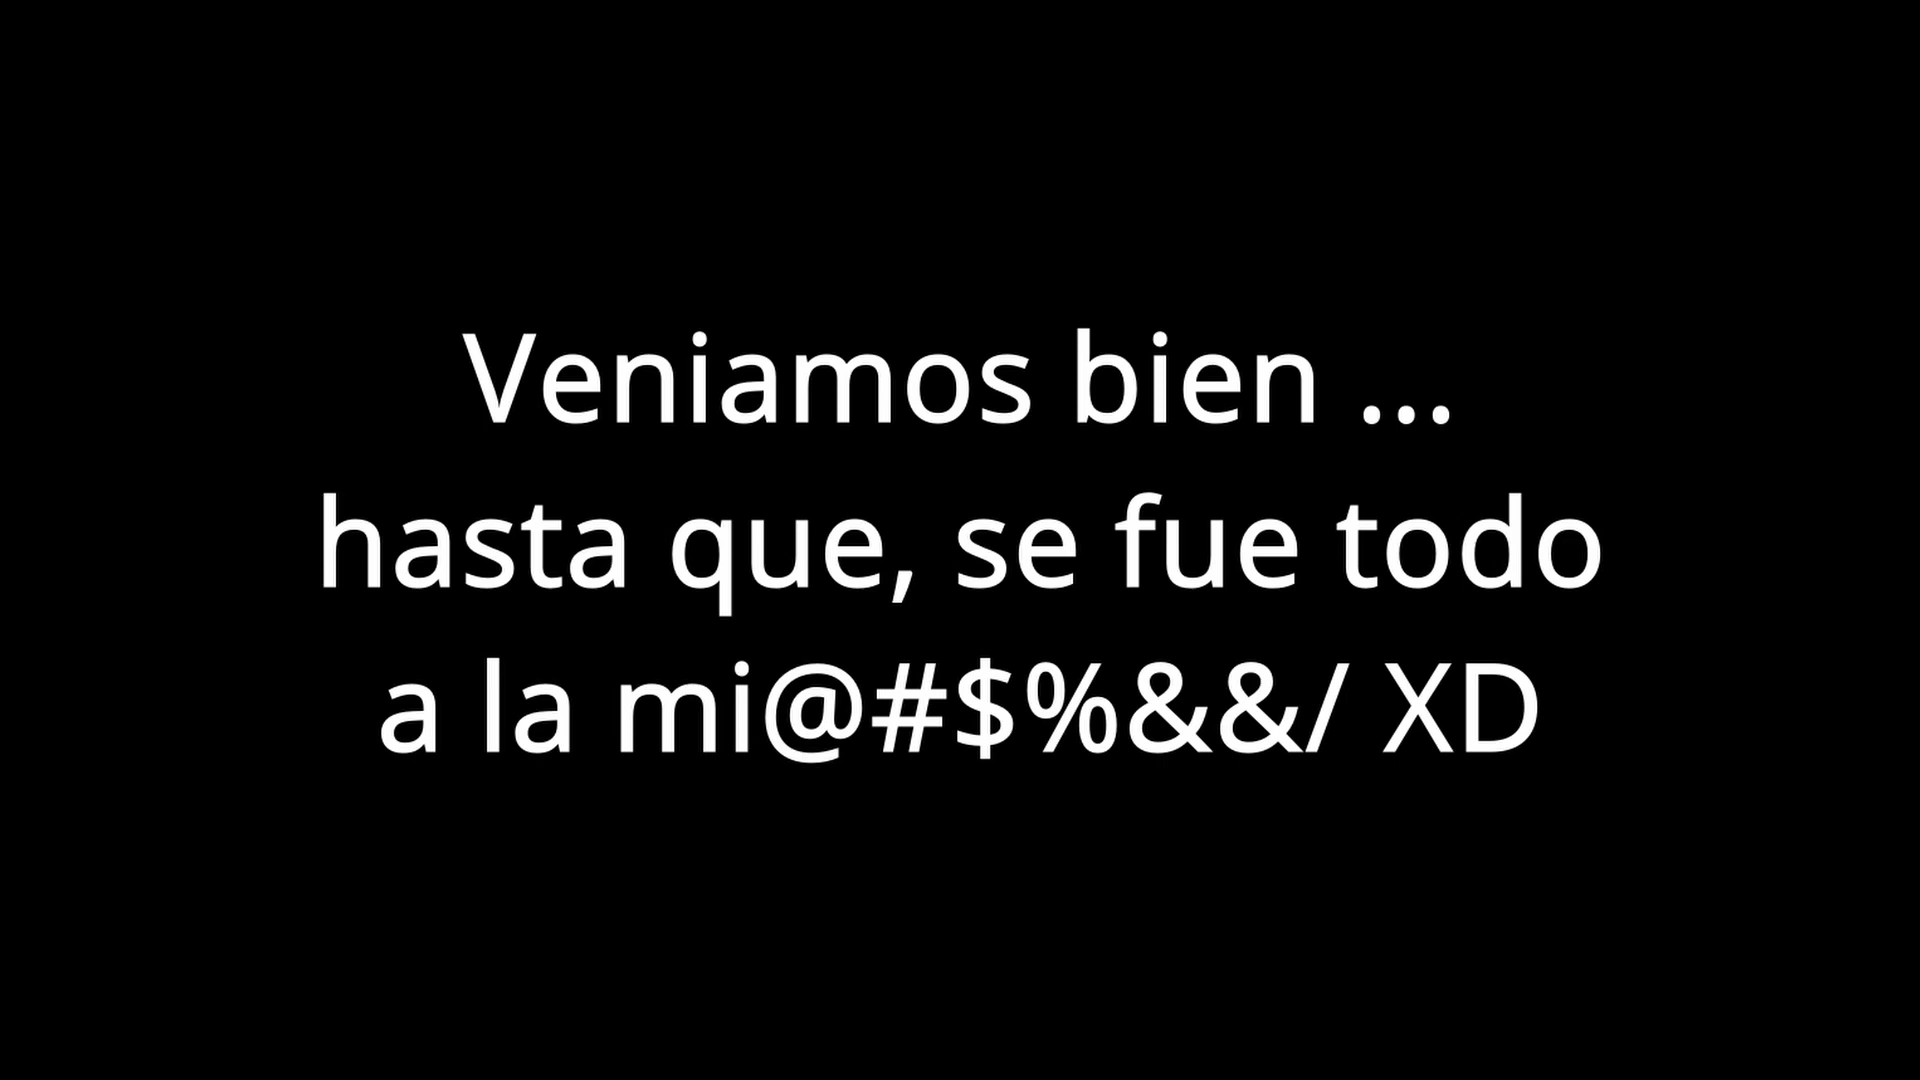 Veniamos bien ...
hasta que, se fue todo
a la mi@#$%&&/ XD